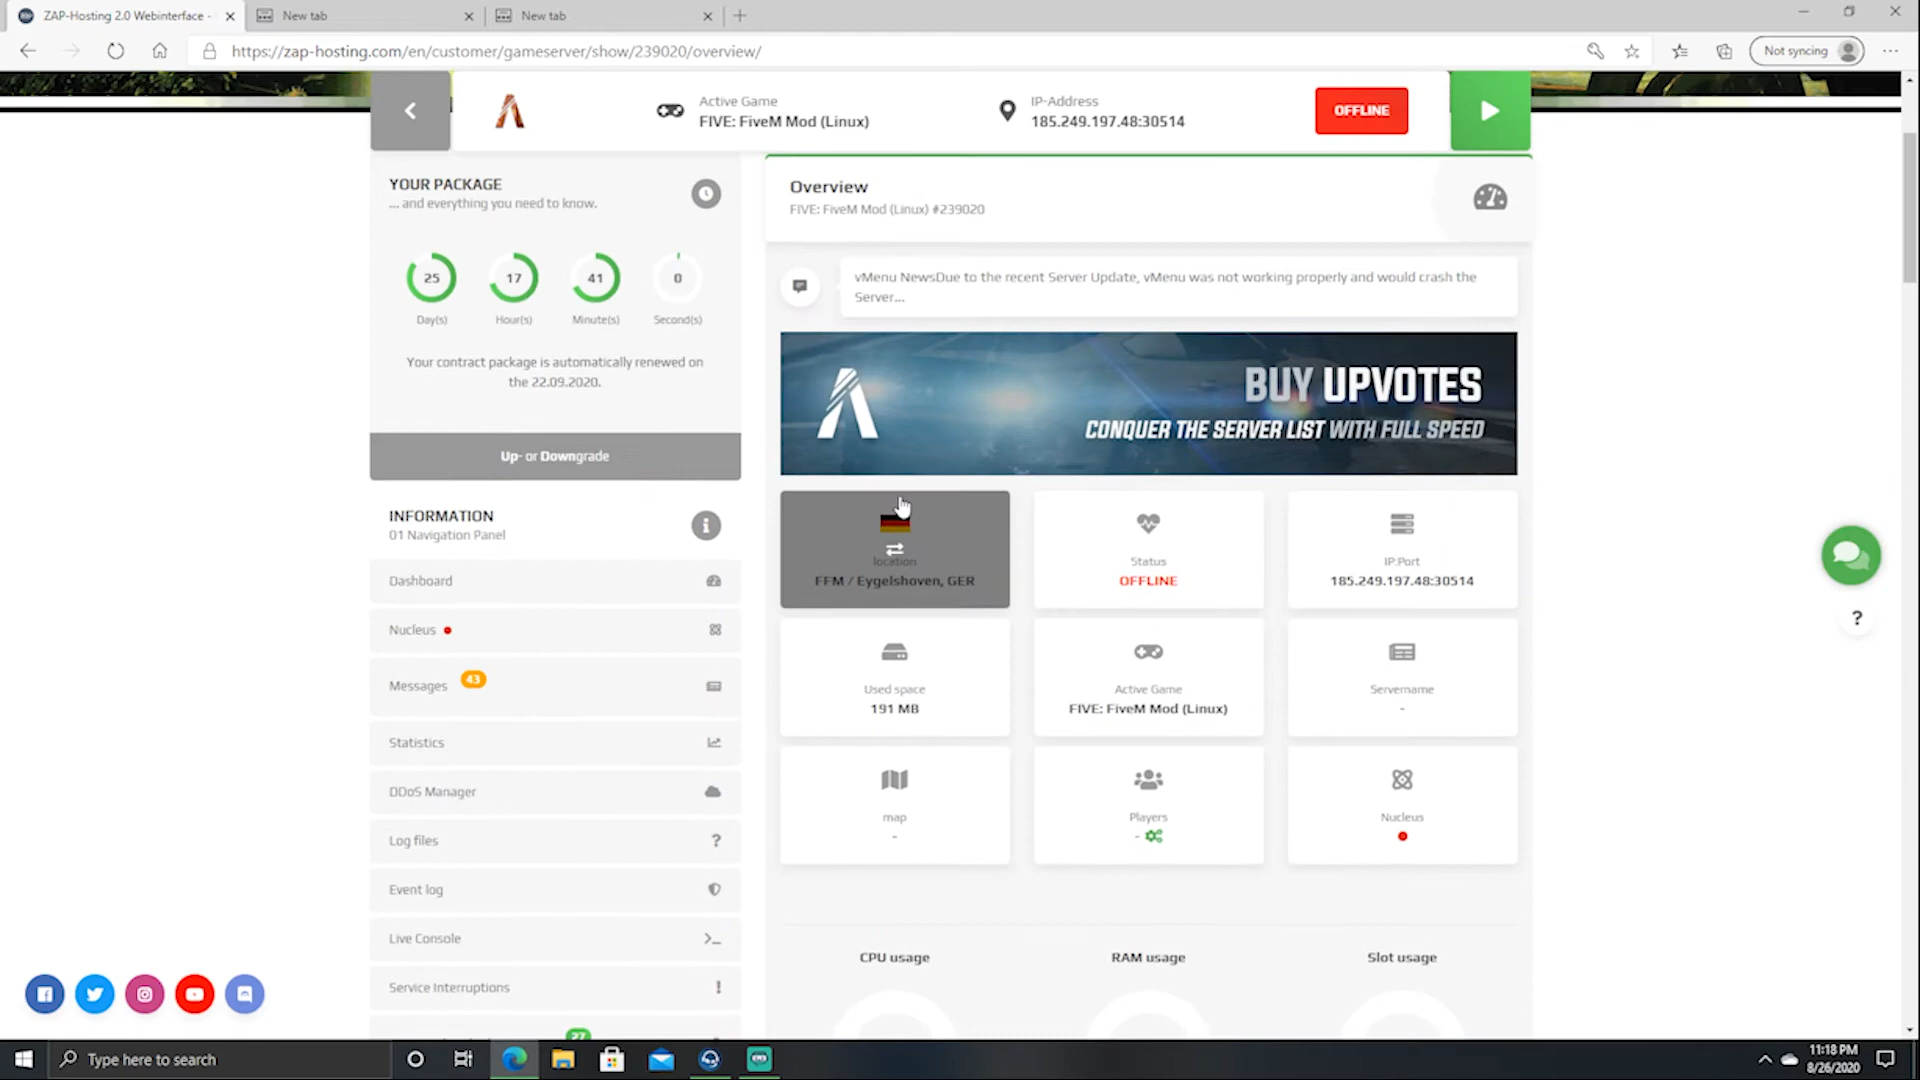 ZAP-Hosting 2.0 Webinterface -
New tab
New tab
https://zap-hosting.com/en/customer/gameserver/show/239020/overview/
Not syncing
Active Game
FIVE: FiveM Mod (Linux)
IP-Address
185.249.197.48:30514
OFFLINE
YOUR PACKAGE
... and everything you need to know.
25
17
41
0
Day(s)
Hour(s)
Minute(s)
Second(s)
Your contract package is automatically renewed on
the 22.09.2020.
Up- or Downgrade
INFORMATION
01 Navigation Panel
Dashboard
Nucleus
Messages
43
Statistics
DDoS Manager
Log files
?
Event log
Live Console
Service Interruptions
27
Overview
FIVE: FiveM Mod (Linux) #239020
vMenu NewsDue to the recent Server Update, vMenu was not working properly and would crash the
Server...
BUY UPVOTES
CONQUER THE SERVER LIST WITH FULL SPEED
location
FFM / Eygelshoven, GER
Status
OFFLINE
IP:Port
185.249.197.48:30514
Used space
191 MB
Active Game
FIVE: FiveM Mod (Linux)
Servername
-
map
-
Players
-
Nucleus
CPU usage
RAM usage
Slot usage
?
Type here to search
11:18 PM
8/26/2020